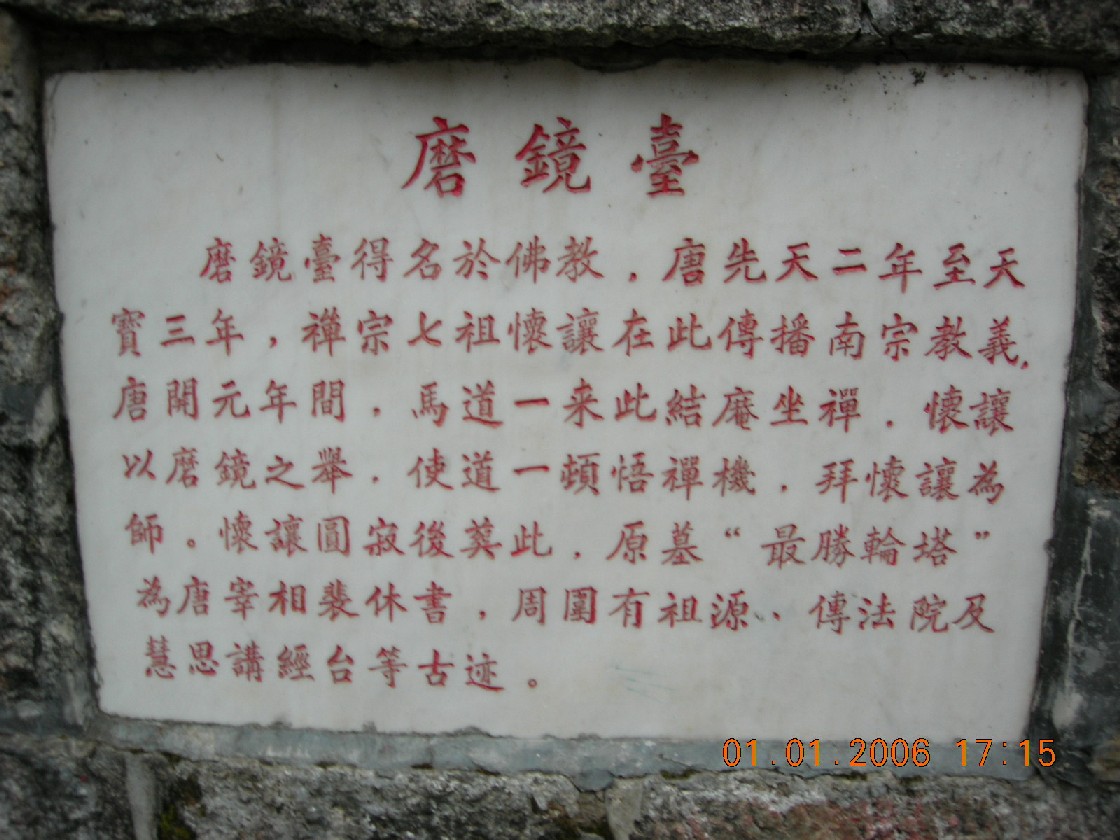 磨鏡臺
磨鏡臺得名於佛教，唐先天二年至天
寳三年，禪宗七祖懷讓在此傳播南宗教義，
唐開元年間，馬道一来此結庵坐禪，懷讓
以磨鏡之舉，使道一頓悟禪機，拜懷讓為
師。懷讓圓寂後葬此，原墓“最勝輪塔”
為唐宰相裴休書，周圍有祖源、傳法院及
慧思講經台等古迹。
01.01.2006 17:15